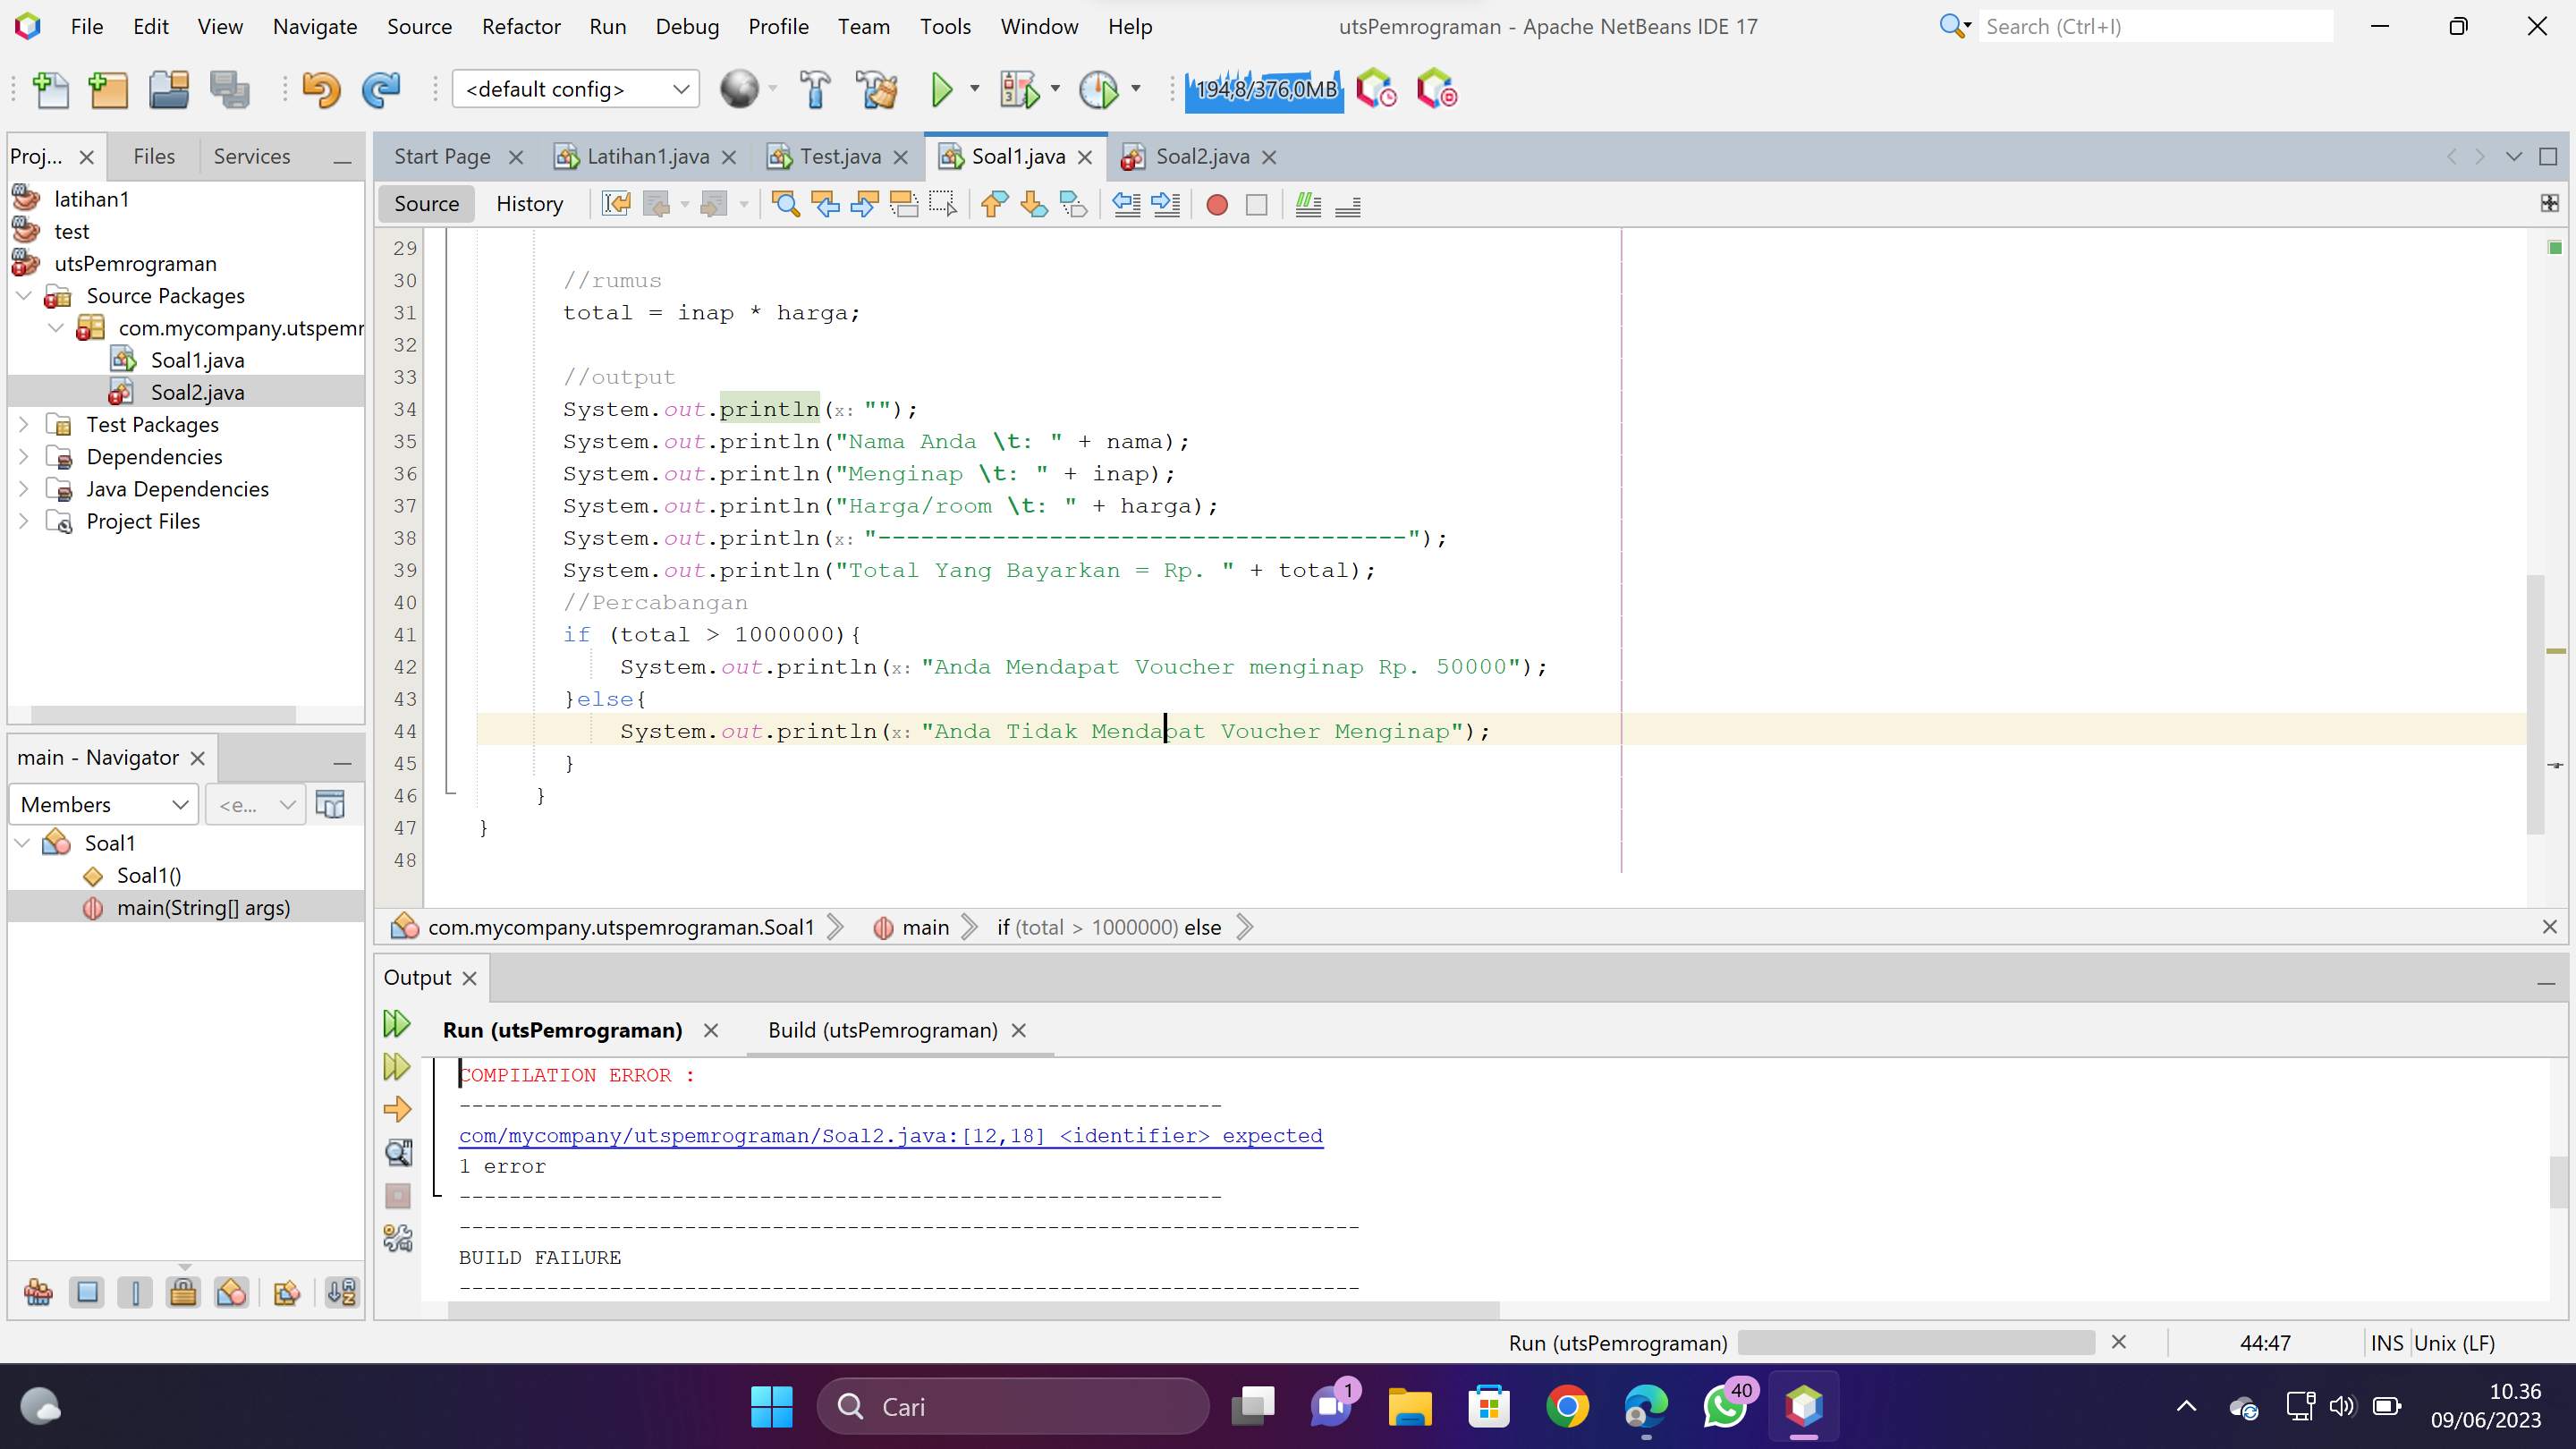 File Edit View Navigate Source Refactor Run Debug Profile Team Tools Window Help
utsPemrograman - Apache NetBeans IDE 17
Search (Ctrl+I)
<default config>
194,8/376,0MB
Proj... Files Services
Start Page Latihan1.java Test.java Soal1.java Soal2.java
Source History
latihan1
test
utsPemrograman
Source Packages
com.mycompany.utspemr
Soal1.java
Soal2.java
Test Packages
Dependencies
Java Dependencies
Project Files
29
30 //rumus
31 total = inap * harga;
32
33 //output
34 System.out.println(x: "");
35 System.out.println("Nama Anda \t: " + nama);
36 System.out.println("Menginap \t: " + inap);
37 System.out.println("Harga/room \t: " + harga);
38 System.out.println(x: "-------------------------------------");
39 System.out.println("Total Yang Bayarkan = Rp. " + total);
40 //Percabangan
41 if (total > 1000000){
42 System.out.println(x: "Anda Mendapat Voucher menginap Rp. 50000");
43 }else{
44 System.out.println(x: "Anda Tidak Mendapat Voucher Menginap");
45 }
46 }
47 }
48
main - Navigator
Members <e...
Soal1
Soal1()
main(String[] args)
com.mycompany.utspemrograman.Soal1 main if (total > 1000000) else
Output
Run (utsPemrograman) Build (utsPemrograman)
COMPILATION ERROR :
-------------------------------------------------------------
com/mycompany/utspemrograman/Soal2.java:[12,18] <identifier> expected
1 error
-------------------------------------------------------------
------------------------------------------------------------------------
BUILD FAILURE
------------------------------------------------------------------------
Run (utsPemrograman) 44:47 INS Unix (LF)
Cari
1
40
10.36
09/06/2023